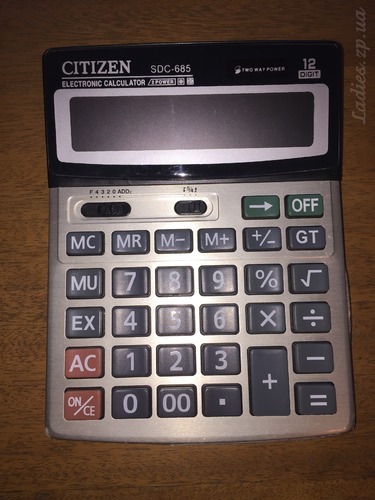 CITIZEN SDC-685 TWO WAY POWER 12 DIGIT
ELECTRONIC CALCULATOR
F 4 3 2 0 ADD₂
→ OFF
MC MR M− M+ +/− GT
MU 7 8 9 % √
EX 4 5 6 × ÷
AC 1 2 3 + −
ON/CE 0 00 . =
Ladies.zp.ua